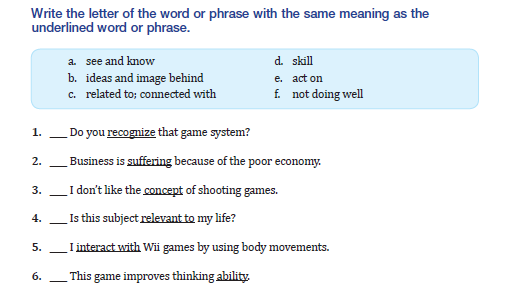 Write the letter of the word or phrase with the same meaning as the
underlined word or phrase.
a. see and know
b. ideas and image behind
c. related to; connected with
d. skill
e. act on
f. not doing well
1. ___ Do you recognize that game system?
2. ___ Business is suffering because of the poor economy.
3. ___ I don't like the concept of shooting games.
4. ___ Is this subject relevant to my life?
5. ___ I interact with Wii games by using body movements.
6. ___ This game improves thinking ability.